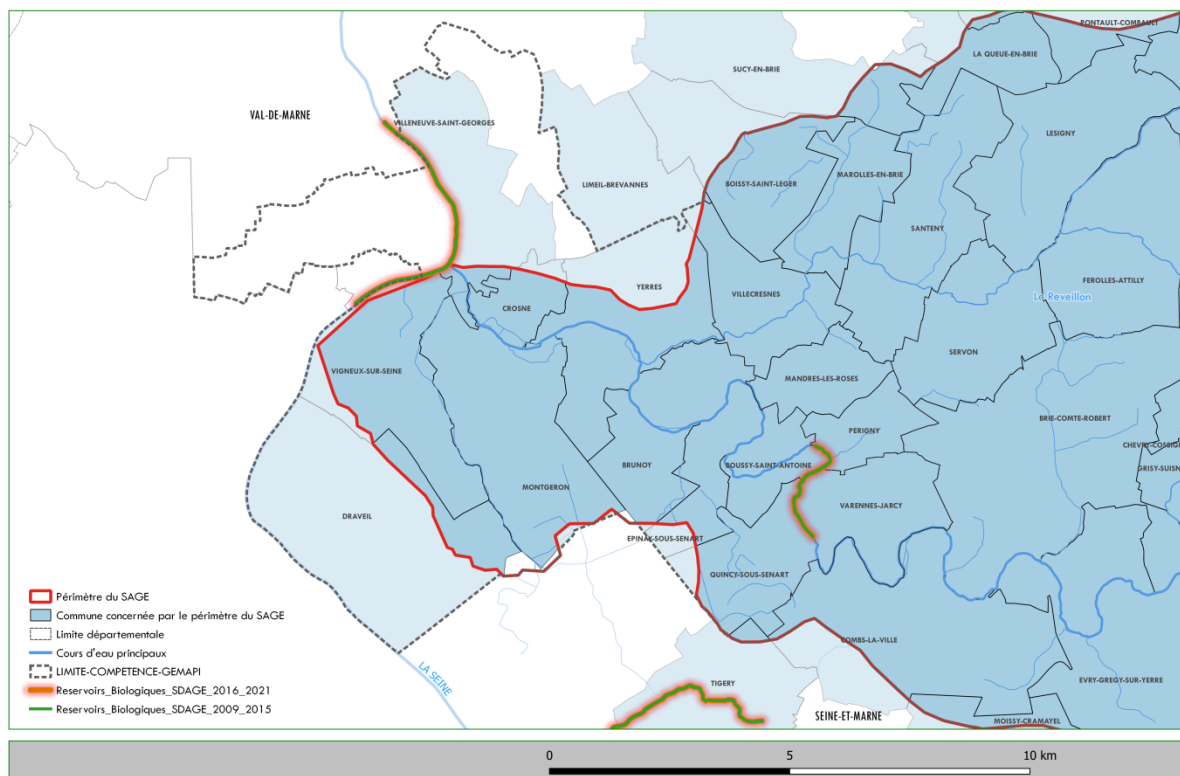 PONTAULT-COMBAULT
LA QUEUE-EN-BRIE
SUCY-EN-BRIE
VAL-DE-MARNE
VILLENEUVE-SAINT-GEORGES
LESIGNY
LIMEIL-BREVANNES
BOISSY-SAINT-LEGER
MAROLLES-EN-BRIE
SANTENY
FEROLLES-ATTILLY
YERRES
VILLECRESNES
Le Reveillon
CROSNE
SERVON
VIGNEUX-SUR-SEINE
MANDRES-LES-ROSES
BRIE-COMTE-ROBERT
PERIGNY
CHEVRY-COSSIG
BRUNOY
BOUSSY-SAINT-ANTOINE
GRISY-SUISN
MONTGERON
VARENNES-JARCY
DRAVEIL
EPINAY-SOUS-SENART
QUINCY-SOUS-SENART
COMBS-LA-VILLE
LA SEINE
TIGERY
EVRY-GREGY-SUR-YERRE
SEINE-ET-MARNE
MOISSY-CRAMAYEL
Périmètre du SAGE
Commune concernée par le périmètre du SAGE
Limite départementale
Cours d'eau principaux
LIMITE-COMPETENCE-GEMAPI
Reservoirs_Biologiques_SDAGE_2016_2021
Reservoirs_Biologiques_SDAGE_2009_2015
0 5 10 km